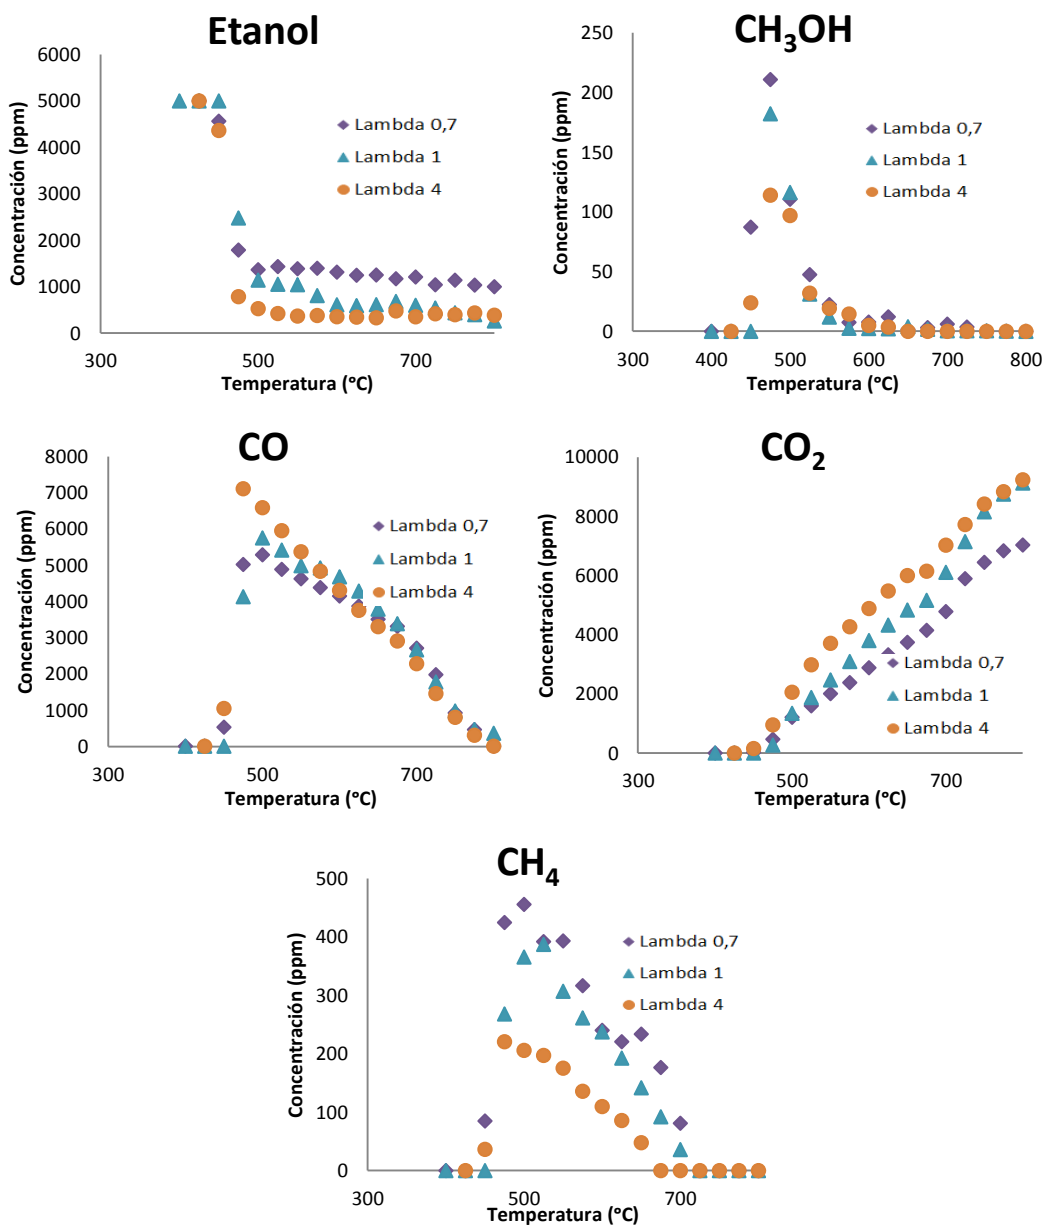 Etanol
Concentración (ppm)
6000
5000
4000
3000
2000
1000
0
300
500
700
Temperatura (°C)
Lambda 0,7
Lambda 1
Lambda 4
CH₃OH
Concentración (ppm)
250
200
150
100
50
0
300
400
500
600
700
800
Temperatura (°C)
Lambda 0,7
Lambda 1
Lambda 4
CO
Concentración (ppm)
8000
7000
6000
5000
4000
3000
2000
1000
0
300
500
700
Temperatura (°C)
Lambda 0,7
Lambda 1
Lambda 4
CO₂
Concentración (ppm)
10000
8000
6000
4000
2000
0
300
500
700
Temperatura (°C)
Lambda 0,7
Lambda 1
Lambda 4
CH₄
Concentración (ppm)
500
400
300
200
100
0
300
500
700
Temperatura (°C)
Lambda 0,7
Lambda 1
Lambda 4